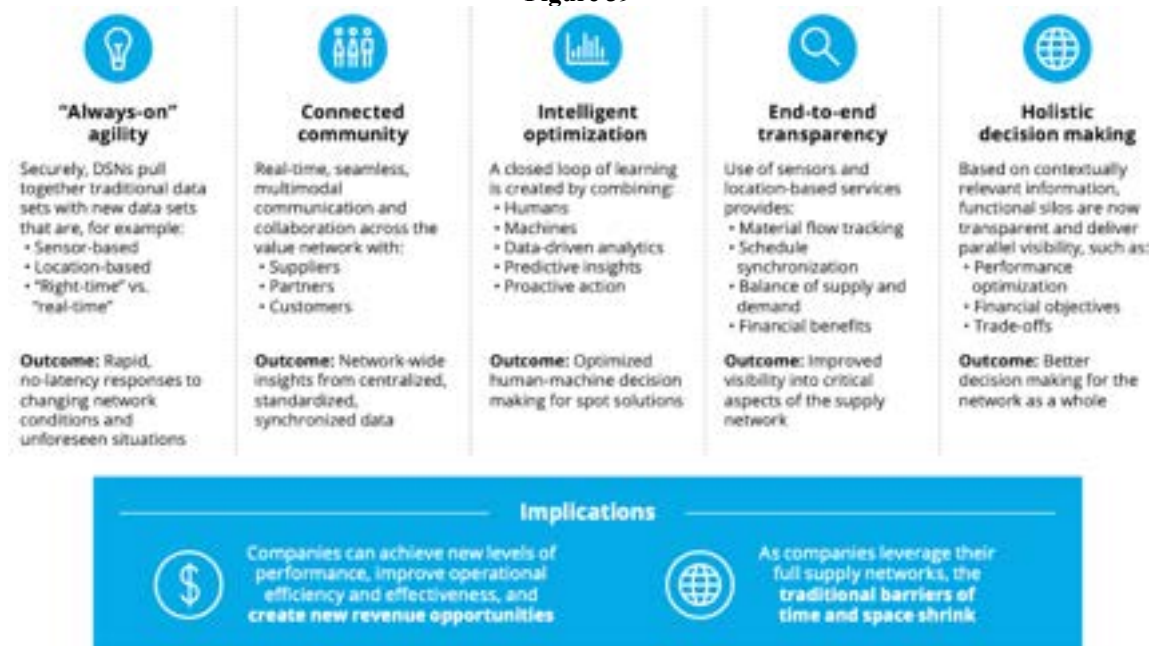 "Always-on"
agility
Securely, DSNs pull
together traditional data
sets with new data sets
that are, for example:
• Sensor-based
• Location-based
• "Right-time" vs.
"real-time"
Outcome: Rapid,
no-latency responses to
changing network
conditions and
unforeseen situations
Connected
community
Real-time, seamless,
multimodal
communication and
collaboration across the
value network with:
• Suppliers
• Partners
• Customers
Outcome: Network-wide
insights from centralized,
standardized,
synchronized data
Intelligent
optimization
A closed loop of learning
is created by combining:
• Humans
• Machines
• Data-driven analytics
• Predictive insights
• Proactive action
Outcome: Optimized
human-machine decision
making for spot solutions
End-to-end
transparency
Use of sensors and
location-based services
provides:
• Material flow tracking
• Schedule
synchronization
• Balance of supply and
demand
• Financial benefits
Outcome: Improved
visibility into critical
aspects of the supply
network
Holistic
decision making
Based on contextually
relevant information,
functional silos are now
transparent and deliver
parallel visibility, such as:
• Performance
optimization
• Financial objectives
• Trade-offs
Outcome: Better
decision making for the
network as a whole
Implications
Companies can achieve new levels of
performance, improve operational
efficiency and effectiveness, and
create new revenue opportunities
As companies leverage their
full supply networks, the
traditional barriers of
time and space shrink